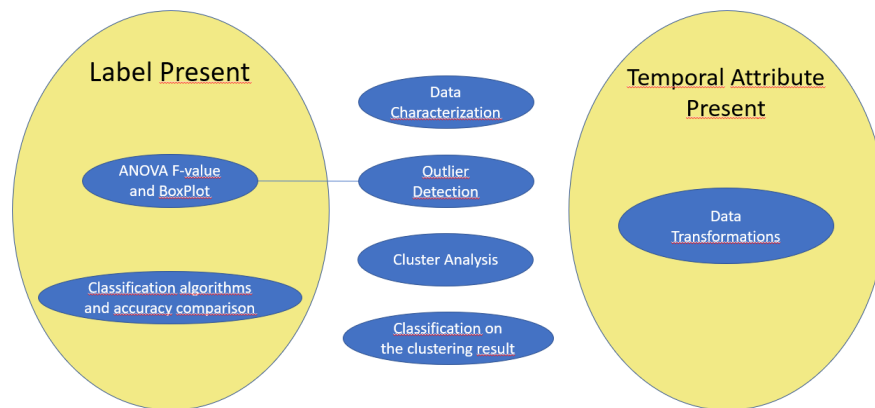 Label Present
ANOVA F-value
and BoxPlot
Classification algorithms
and accuracy comparison
Data
Characterization
Outlier
Detection
Cluster Analysis
Classification on
the clustering result
Temporal Attribute
Present
Data
Transformations